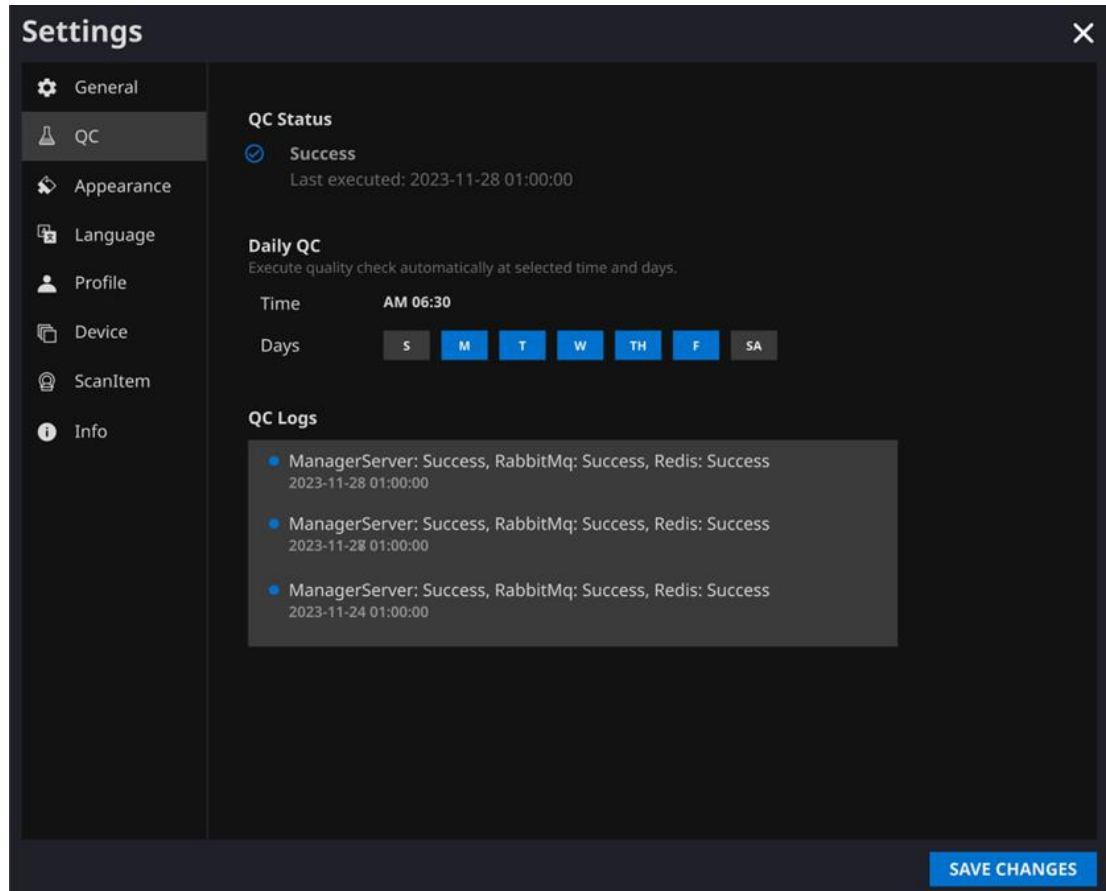 Settings
General
QC
Appearance
Language
Profile
Device
ScanItem
Info
QC Status
Success
Last executed: 2023-11-28 01:00:00
Daily QC
Execute quality check automatically at selected time and days.
Time AM 06:30
Days S M T W TH F SA
QC Logs
ManagerServer: Success, RabbitMq: Success, Redis: Success
2023-11-28 01:00:00
ManagerServer: Success, RabbitMq: Success, Redis: Success
01:00:00
ManagerServer: Success, RabbitMq: Success, Redis: Success
2023-11-24 01:00:00
SAVE CHANGES